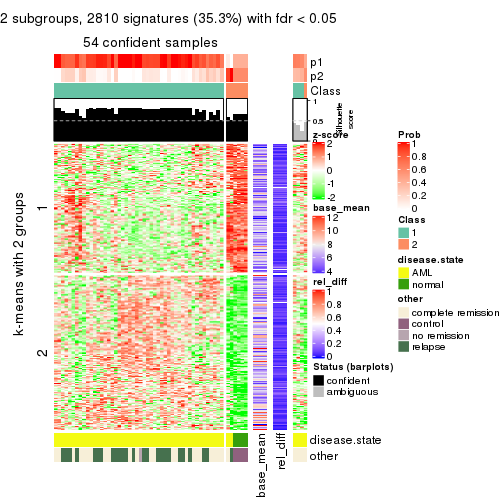 2 subgroups, 2810 signatures (35.3%) with fdr < 0.05
54 confident samples
p1
p2
Class
1
0.5
0
Silhouette
score
k-means with 2 groups
1
2
z-score
2
1
0
-1
-2
base_mean
12
10
8
6
4
rel_diff
1
0.8
0.6
0.4
0.2
0
Status (barplots)
confident
ambiguous
Prob
1
0.8
0.6
0.4
0.2
0
Class
1
2
disease.state
AML
normal
other
complete remission
control
no remission
relapse
disease.state
other
base_mean
rel_diff